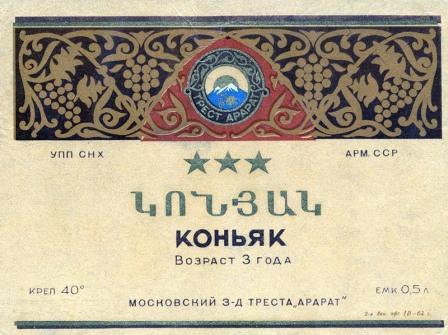 ТРЕСТ АРАРАТ
УПП СНХ АРМ. ССР
ԿՈՆՅԱԿ
КОНЬЯК
ВОЗРАСТ 3 ГОДА
КРЕП 40° ЕМК. 0,5 л
МОСКОВСКИЙ З-Д ТРЕСТА „АРАРАТ"